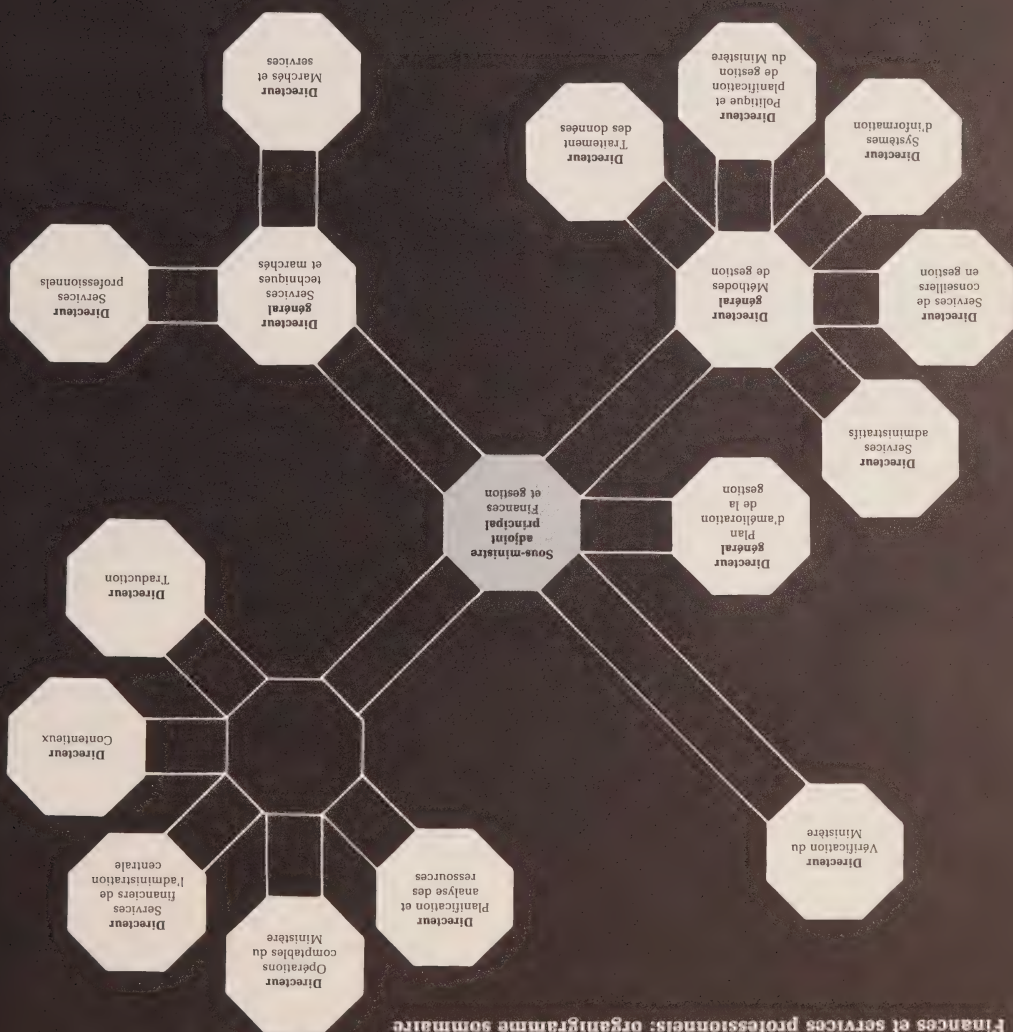 Finances et services professionnels: organigramme sommaire
Directeur
Opérations
comptables du
Ministère
Directeur
Planification et
analyse des
ressources
Directeur
Services
financiers de
l'administration
centrale
Directeur
Vérification du
Ministère
Directeur
Contentieux
Directeur
Traduction
Sous-ministre
adjoint
principal
Finances
et gestion
Directeur
général
Plan
d'amélioration
de la
gestion
Directeur
Services
administratifs
Directeur
Services de
conseillers
en gestion
Directeur
général
Méthodes
de gestion
Directeur
général
Services
techniques
et marchés
Directeur
Services
professionnels
Directeur
Systèmes
d'information
Directeur
Politique et
planification
de gestion
du Ministère
Directeur
Traitement
des données
Directeur
Marchés et
services